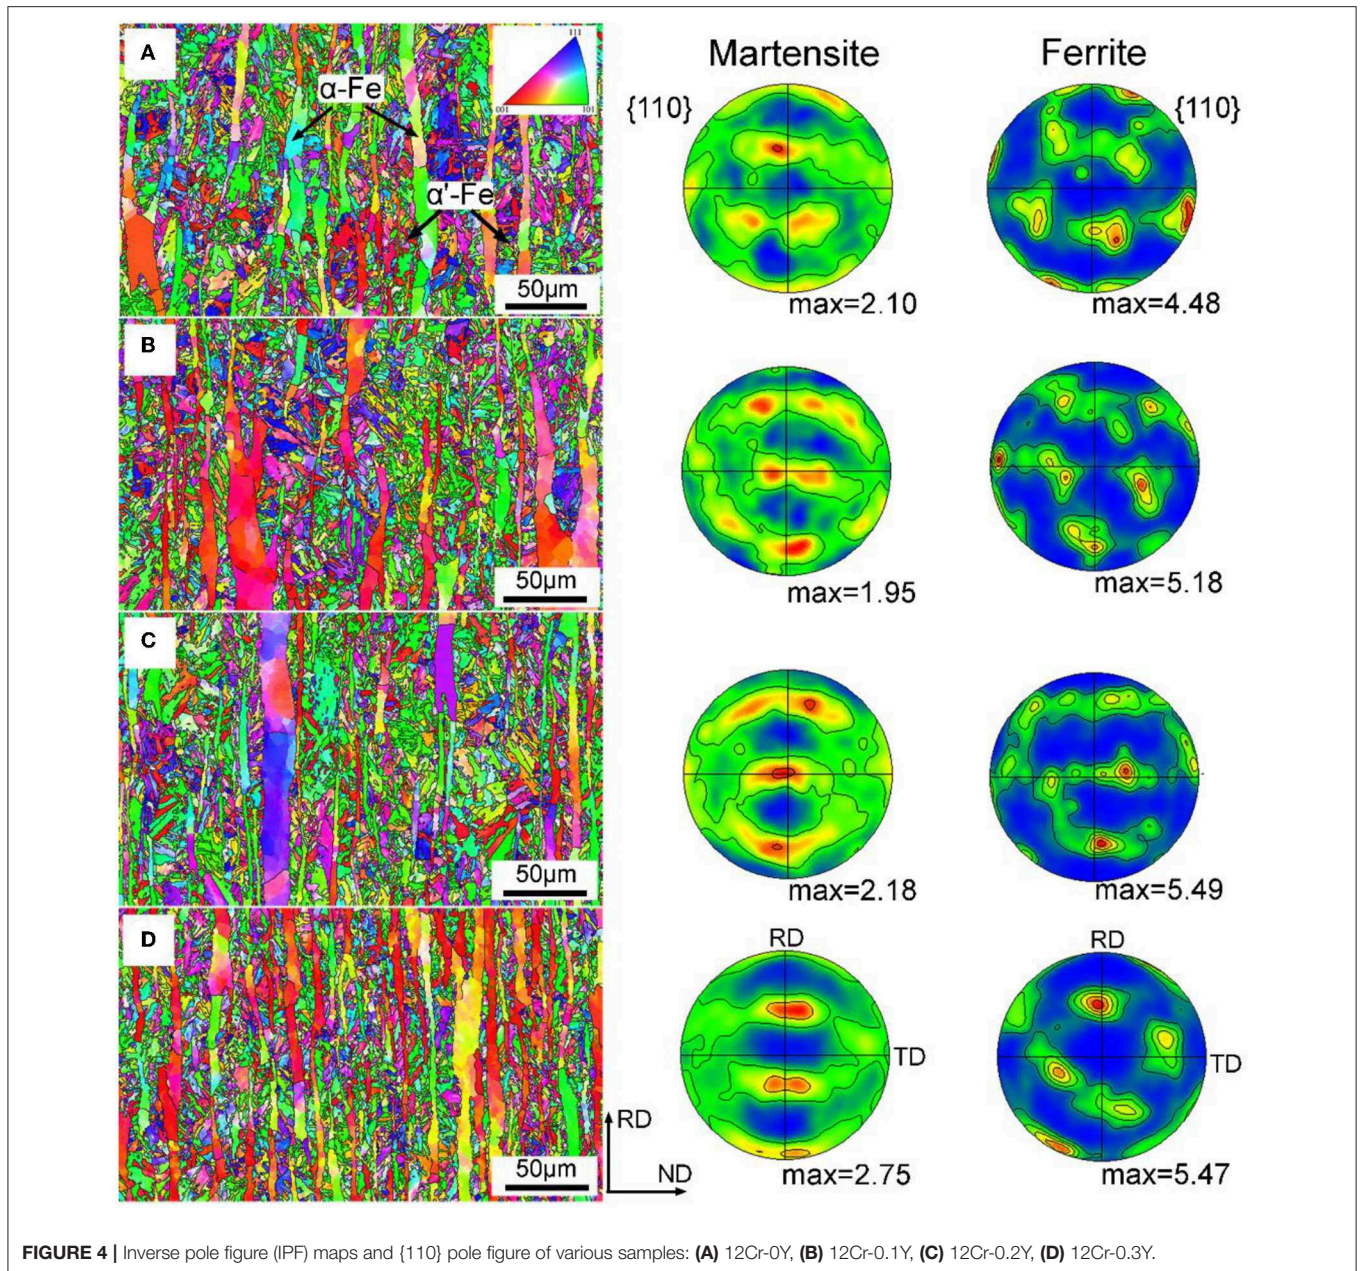 A
111
001
101
α-Fe
α'-Fe
50μm
Martensite
Ferrite
{110}
{110}
max=2.10
max=4.48
B
50μm
max=1.95
max=5.18
C
50μm
max=2.18
max=5.49
D
50μm
RD
ND
RD
TD
max=2.75
RD
TD
max=5.47
FIGURE 4 | Inverse pole figure (IPF) maps and {110} pole figure of various samples: (A) 12Cr-0Y, (B) 12Cr-0.1Y, (C) 12Cr-0.2Y, (D) 12Cr-0.3Y.